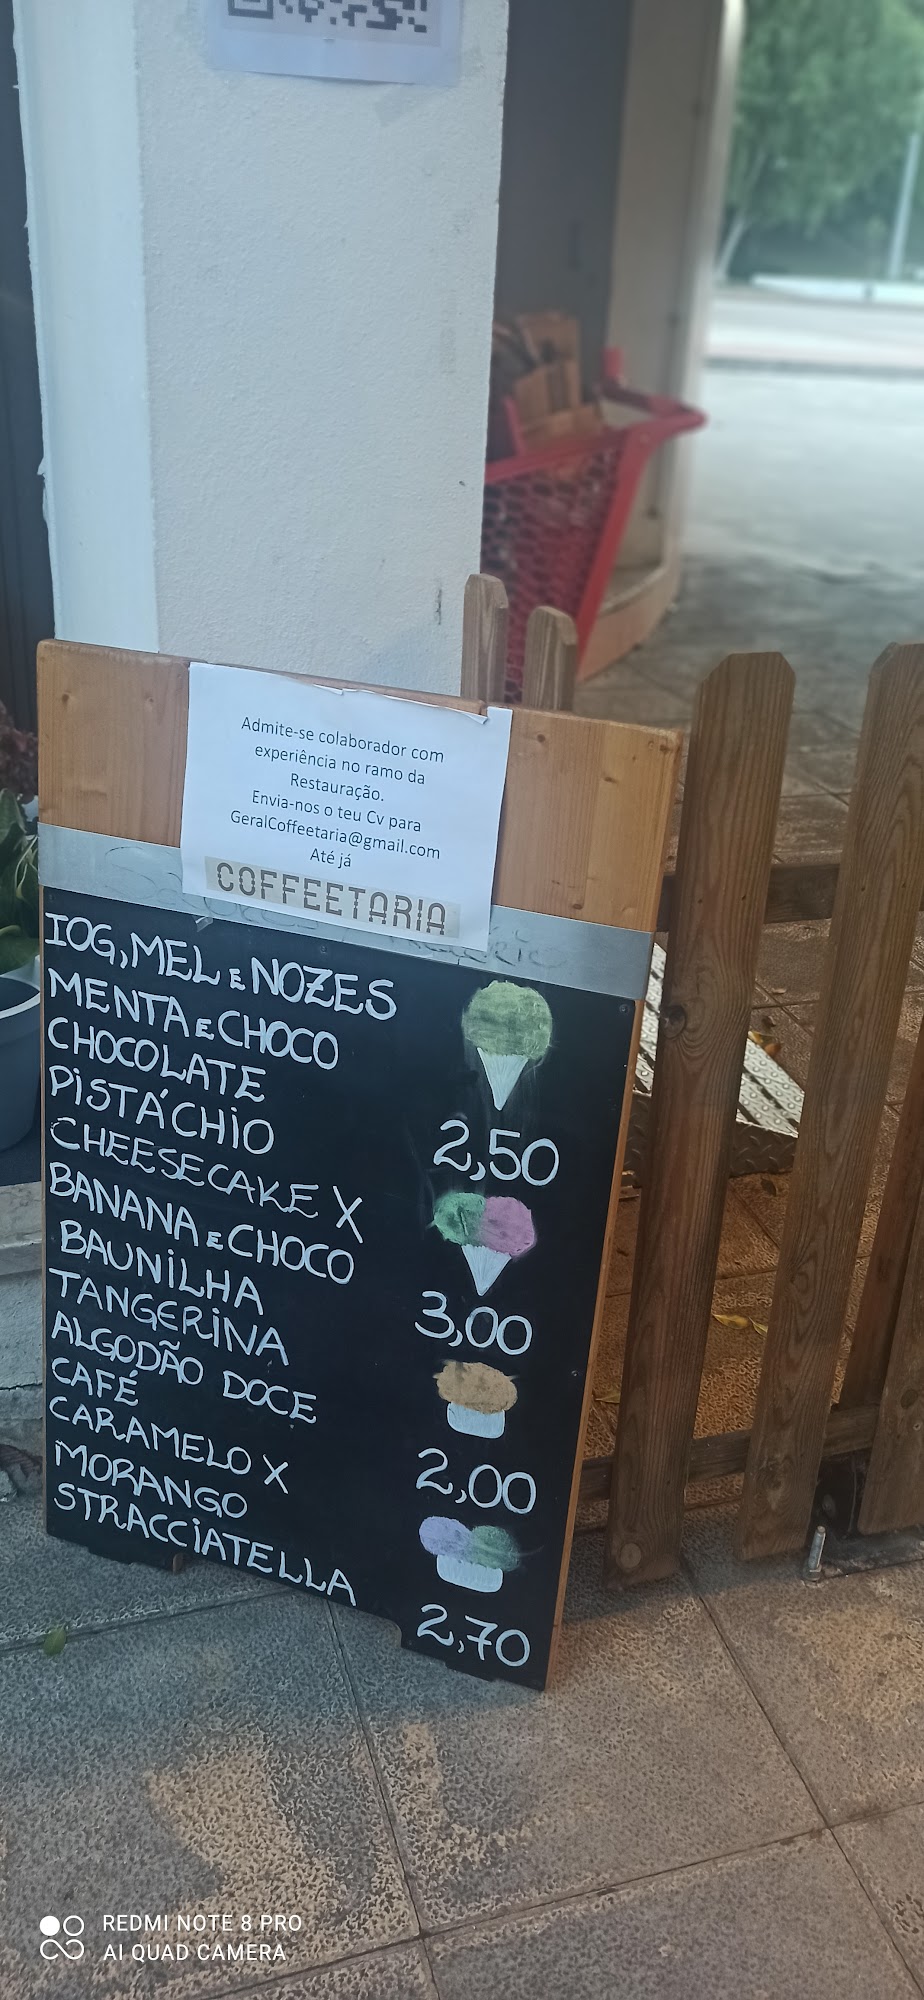 Admite-se colaborador com
experiência no ramo da
Restauração.
Envia-nos o teu Cv para
GeralCoffeetaria@gmail.com
Até já
COFFEETARIA
IOG, MEL E NOZES
MENTA E CHOCO
CHOCOLATE
PISTÁCHIO
CHEESECAKE X
BANANA E CHOCO
BAUNILHA
TANGERINA
ALGODÃO DOCE
CAFÉ
CARAMELO X
MORANGO
STRACCIATELLA
2,50
3,00
2,00
2,70
REDMI NOTE 8 PRO
AI QUAD CAMERA